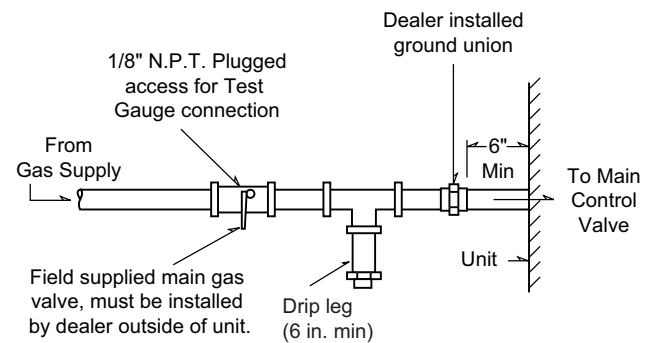 Dealer installed
ground union
1/8" N.P.T. Plugged
access for Test
Gauge connection
From
Gas Supply
6"
Min
To Main
Control
Valve
Unit
Field supplied main gas
valve, must be installed
by dealer outside of unit.
Drip leg
(6 in. min)